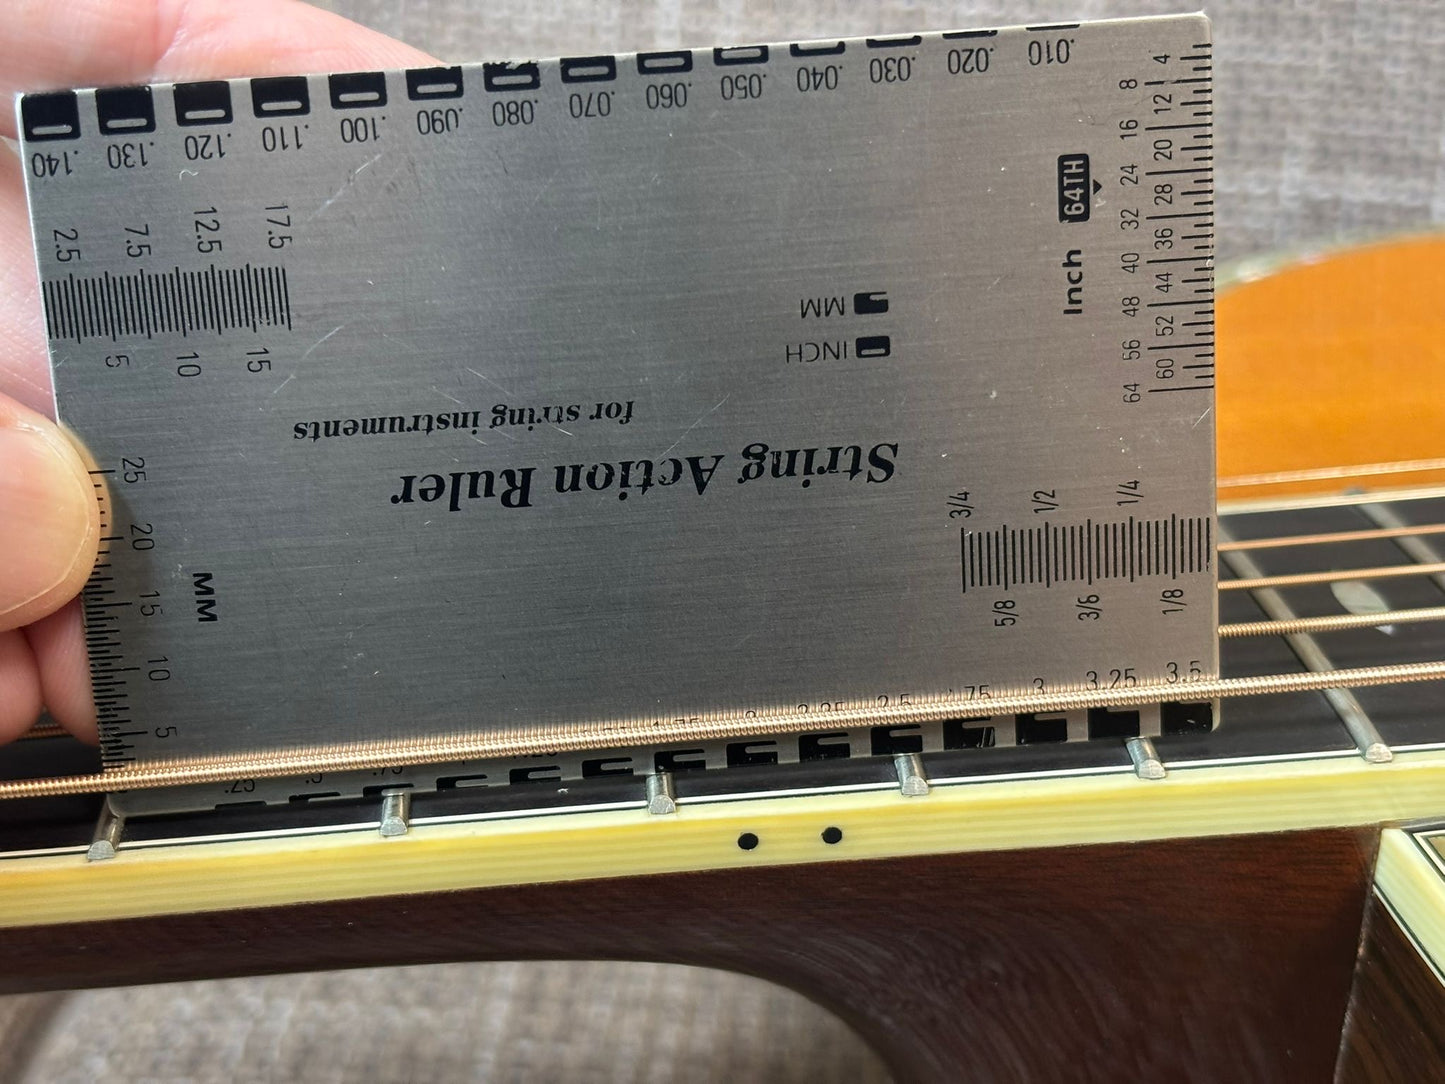 .140 .130 .120 .110 .100 .090 .080 .070 .060 .050 .040 .030 .020 .010
2.5 7.5 12.5 17.5
5 10 15
4 12 20 28 36 44 52 60
8 16 24 32 40 48 56 64
Inch 64TH
MM
INCH
for string instruments
String Action Ruler
25 20 15 10 5
MM
3/4 1/2 1/4
5/8 3/6 1/8
3 3.25 3.5